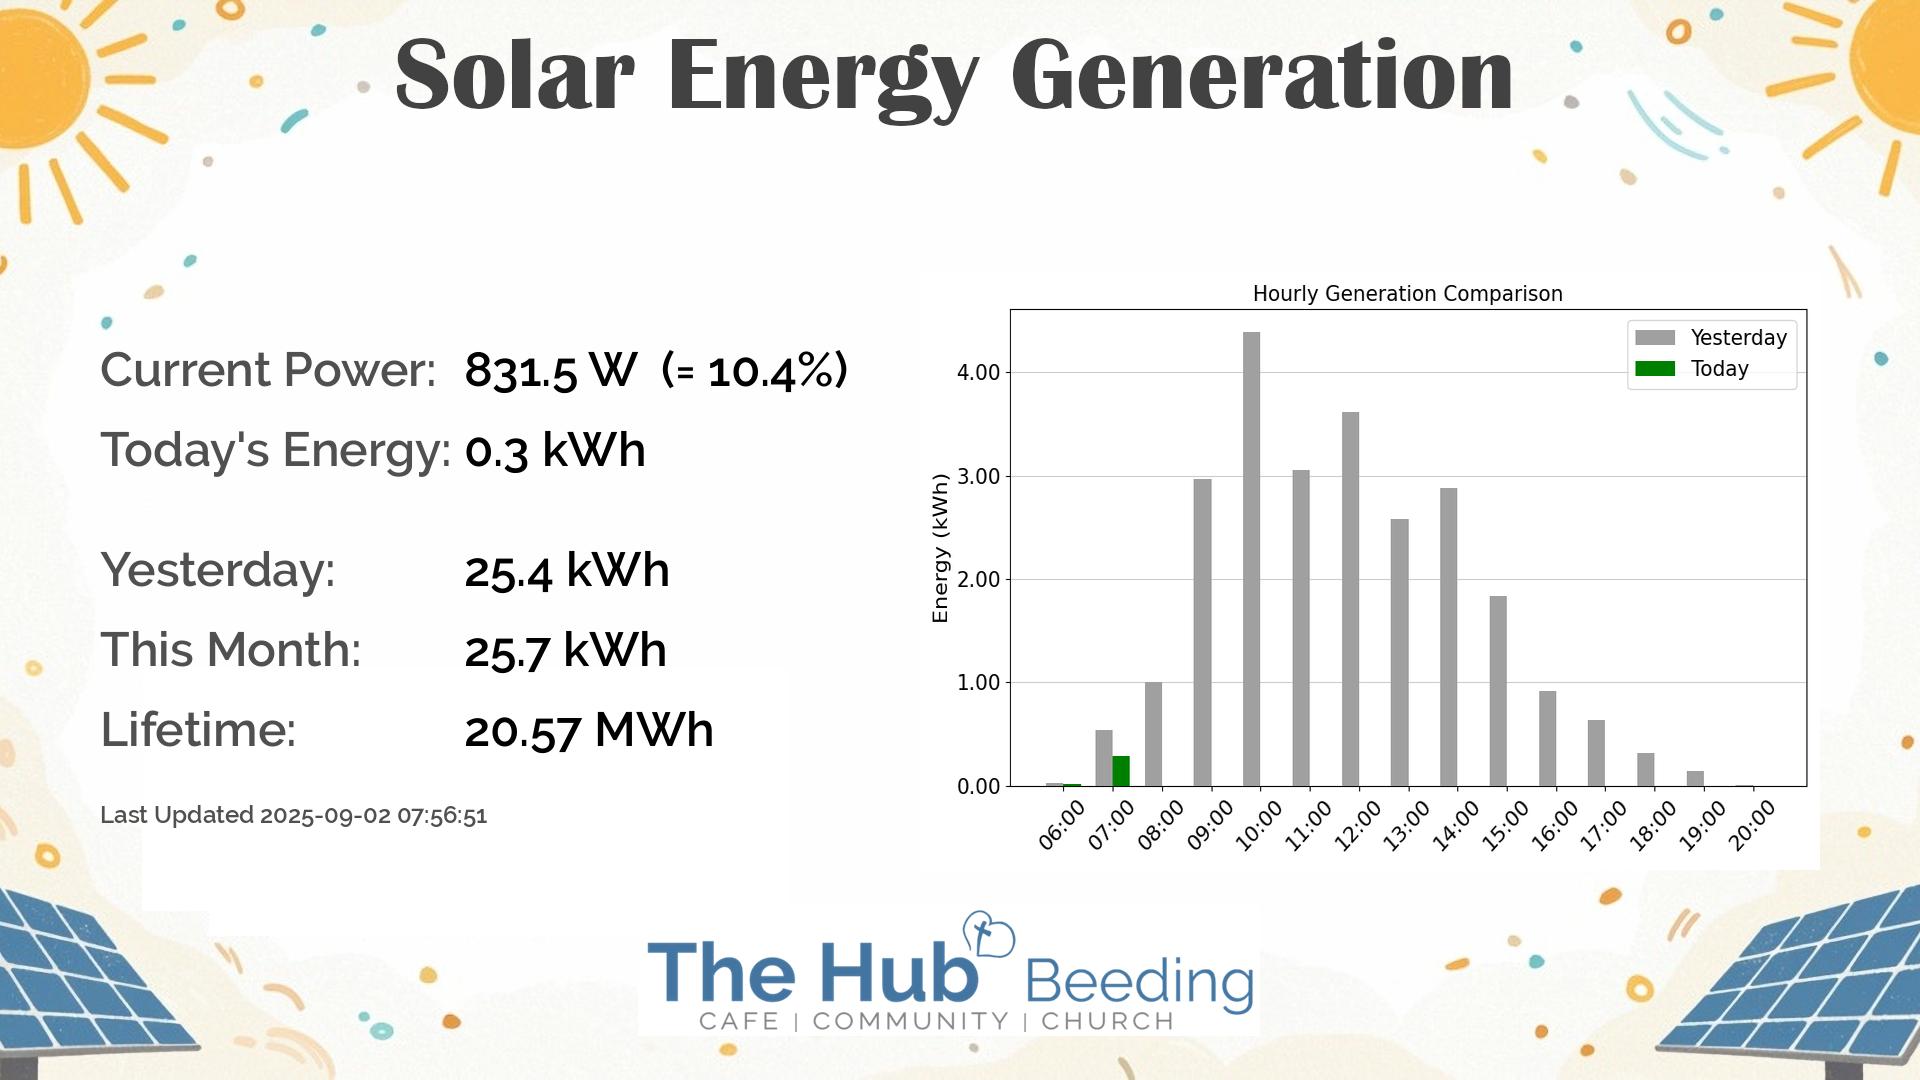 Solar Energy Generation
Current Power: 831.5 W (= 10.4%)
Today's Energy: 0.3 kWh
Yesterday: 25.4 kWh
This Month: 25.7 kWh
Lifetime: 20.57 MWh
Last Updated 2025-09-02 07:56:51
Hourly Generation Comparison
Yesterday
Today
Energy (kWh)
4.00
3.00
2.00
1.00
0.00
06:00 07:00 08:00 09:00 10:00 11:00 12:00 13:00 14:00 15:00 16:00 17:00 18:00 19:00 20:00
The Hub Beeding
CAFE | COMMUNITY | CHURCH